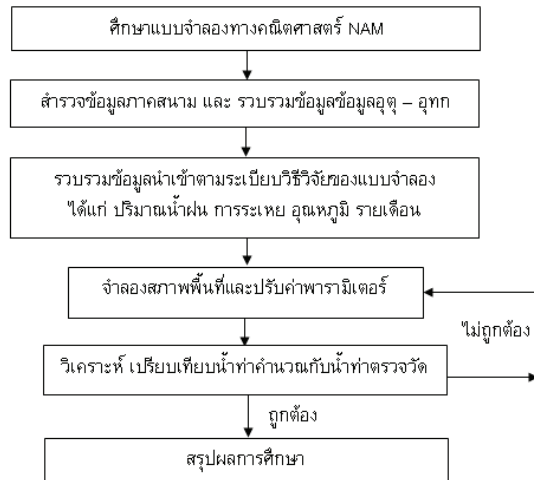 ศึกษาแบบจำลองทางคณิตศาสตร์ NAM
สำรวจข้อมูลภาคสนาม และ รวบรวมข้อมูลข้อมูลอุตุ – อุทก
รวบรวมข้อมูลนำเข้าตามระเบียบวิธีวิจัยของแบบจำลอง
ได้แก่ ปริมาณน้ำฝน การระเหย อุณหภูมิ รายเดือน
จำลองสภาพพื้นที่และปรับค่าพารามิเตอร์
ไม่ถูกต้อง
วิเคราะห์ เปรียบเทียบน้ำท่าคำนวณกับน้ำท่าตรวจวัด
ถูกต้อง
สรุปผลการศึกษา